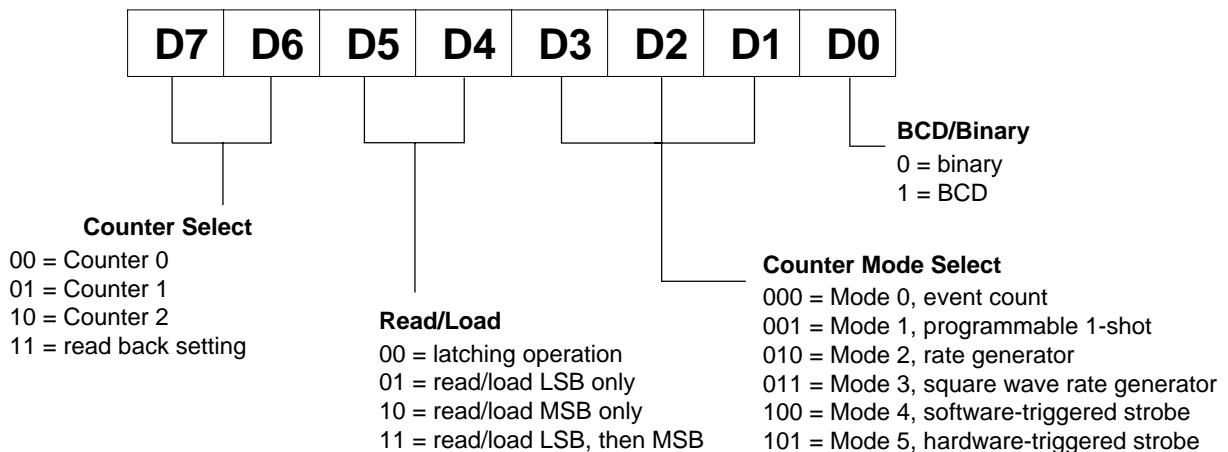 D7 D6 D5 D4 D3 D2 D1 D0
BCD/Binary
0 = binary
1 = BCD
Counter Select
00 = Counter 0
01 = Counter 1
10 = Counter 2
11 = read back setting
Read/Load
00 = latching operation
01 = read/load LSB only
10 = read/load MSB only
11 = read/load LSB, then MSB
Counter Mode Select
000 = Mode 0, event count
001 = Mode 1, programmable 1-shot
010 = Mode 2, rate generator
011 = Mode 3, square wave rate generator
100 = Mode 4, software-triggered strobe
101 = Mode 5, hardware-triggered strobe